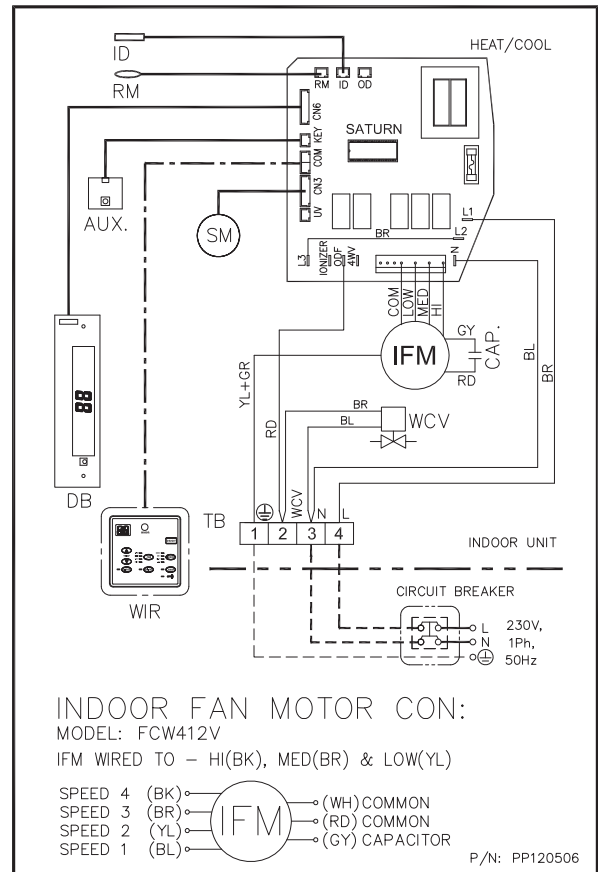 ID
HEAT/COOL
RM
RM ID OD
CN6
KEY
COM
CN3
UV
SATURN
AUX.
SM
L1
BR
L2
L3
IONIZER
ODF
4WV
N
COM
LOW
MED
HI
GY
CAP.
IFM
RD
YL+GR
RD
BR
BL
WCV
BL
BR
88
DB
WCV
N
L
TB
1 2 3 4
INDOOR UNIT
WIR
CIRCUIT BREAKER
L 230V,
N 1Ph,
50Hz
INDOOR FAN MOTOR CON:
MODEL: FCW412V
IFM WIRED TO – HI(BK), MED(BR) & LOW(YL)
SPEED 4 (BK)
SPEED 3 (BR)
SPEED 2 (YL)
SPEED 1 (BL)
IFM
(WH) COMMON
(RD) COMMON
(GY) CAPACITOR
P/N: PP120506